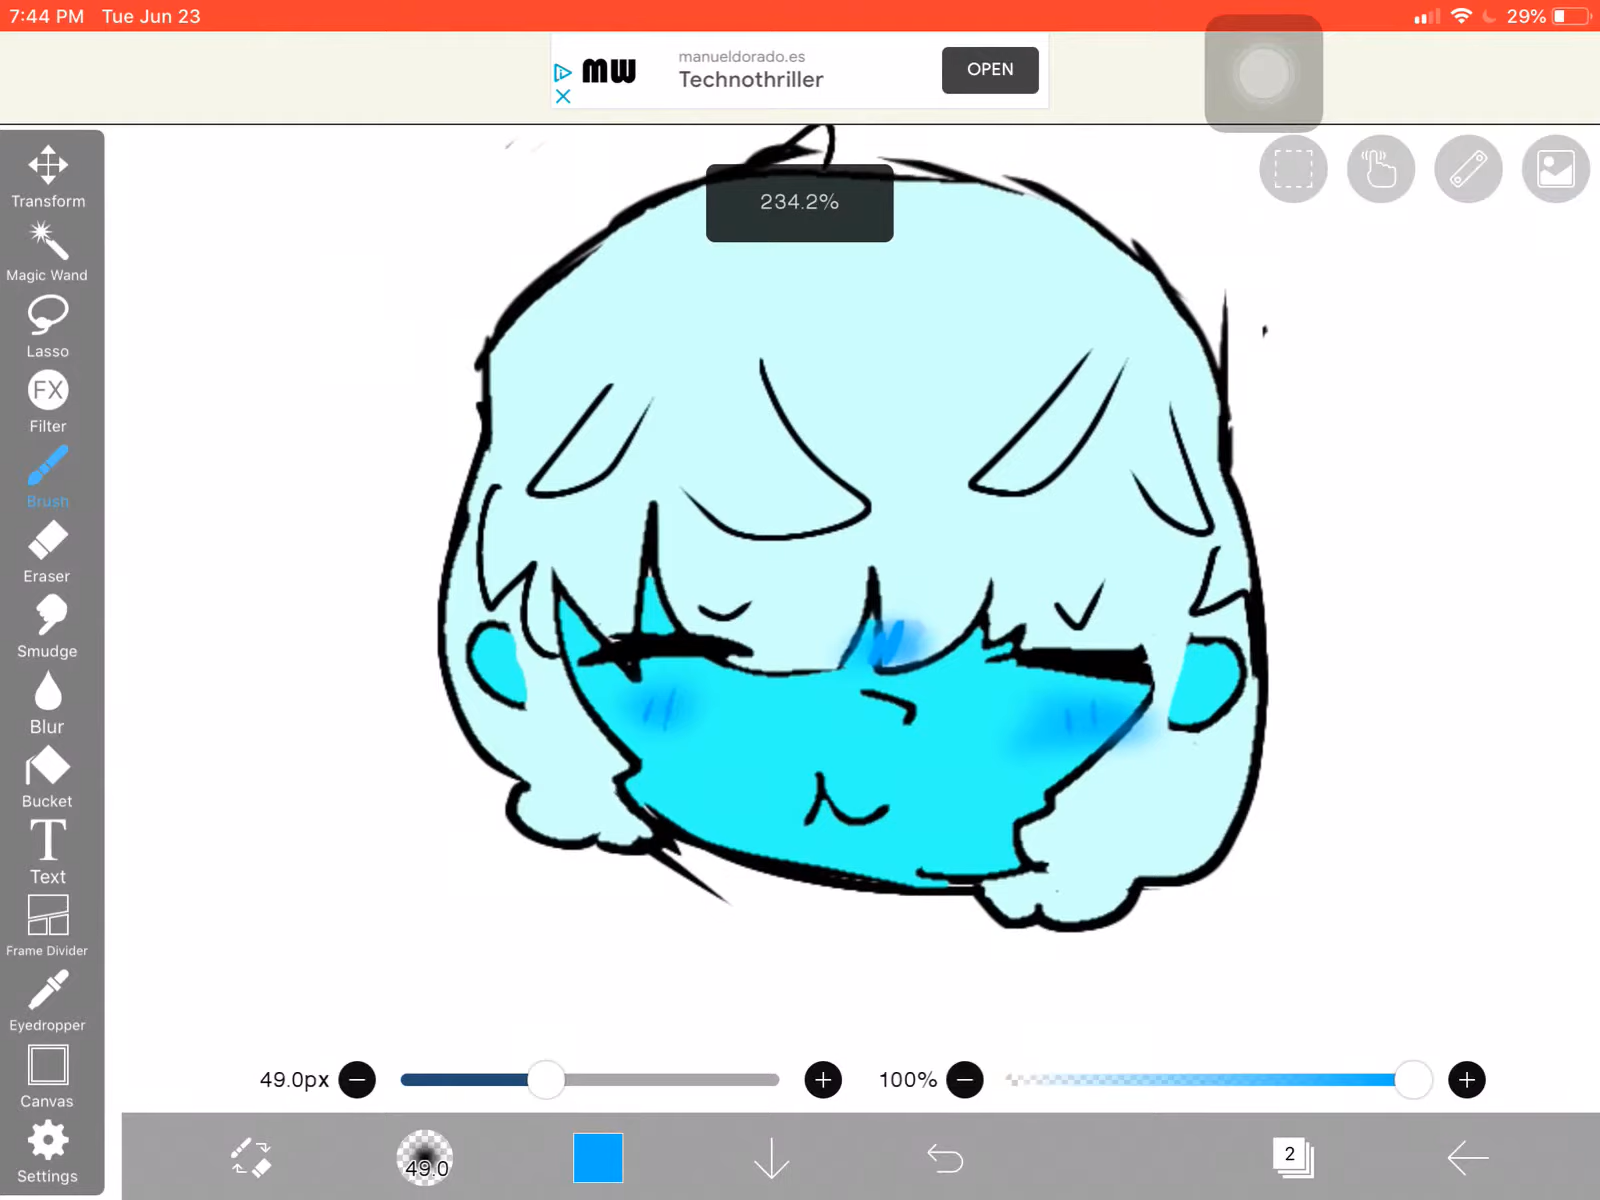 7:44 PM Tue Jun 23
29%
MW
manueldorado.es
Technothriller
OPEN
234.2%
Transform
Magic Wand
Lasso
FX
Filter
Brush
Eraser
Smudge
Blur
Bucket
T
Text
Frame Divider
Eyedropper
Canvas
Settings
49.0px
100%
49.0
2